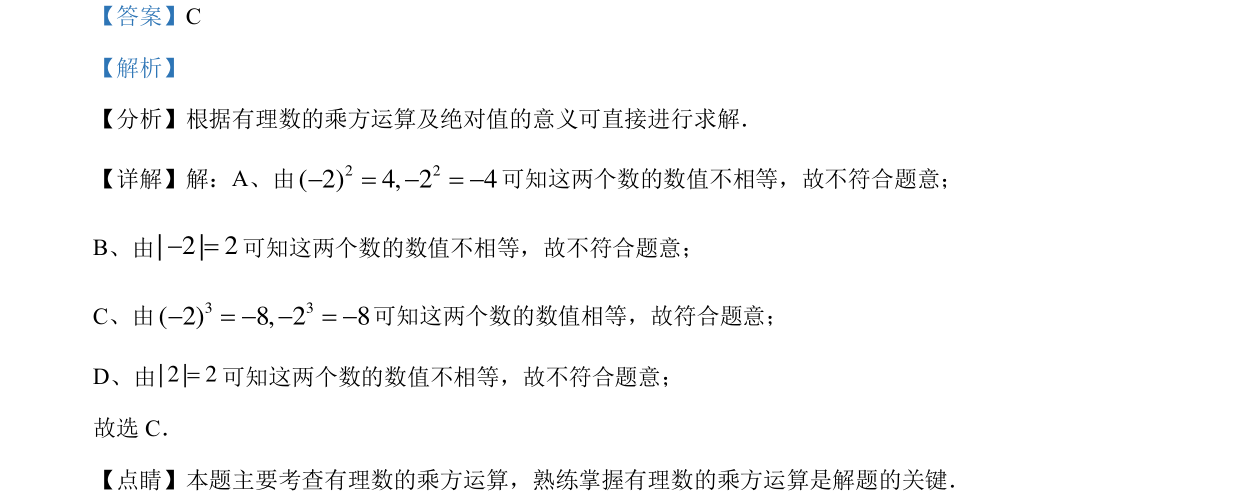 【答案】C
【解析】
【分析】根据有理数的乘方运算及绝对值的意义可直接进行求解．
【详解】解：A、由 (−2)² = 4, −2² = −4 可知这两个数的数值不相等，故不符合题意；
B、由 |−2| = 2 可知这两个数的数值不相等，故不符合题意；
C、由 (−2)³ = −8, −2³ = −8 可知这两个数的数值相等，故符合题意；
D、由 |2| = 2 可知这两个数的数值不相等，故不符合题意；
故选 C．
【点睛】本题主要考查有理数的乘方运算，熟练掌握有理数的乘方运算是解题的关键．